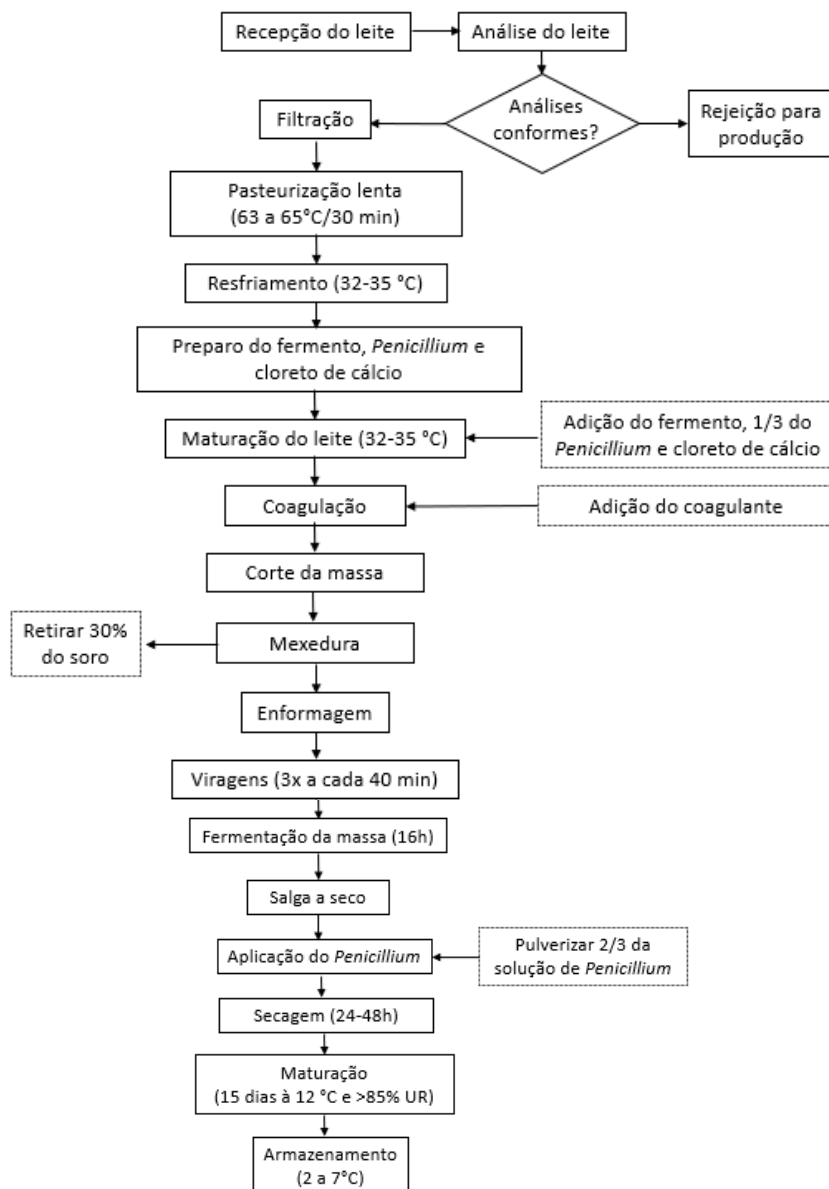 Recepção do leite
Análise do leite
Análises
conformes?
Filtração
Rejeição para
produção
Pasteurização lenta
(63 a 65°C/30 min)
Resfriamento (32-35 °C)
Preparo do fermento, Penicillium e
cloreto de cálcio
Maturação do leite (32-35 °C)
Adição do fermento, 1/3 do
Penicillium e cloreto de cálcio
Coagulação
Adição do coagulante
Corte da massa
Retirar 30%
do soro
Mexedura
Enformagem
Viragens (3x a cada 40 min)
Fermentação da massa (16h)
Salga a seco
Aplicação do Penicillium
Pulverizar 2/3 da
solução de Penicillium
Secagem (24-48h)
Maturação
(15 dias à 12 °C e >85% UR)
Armazenamento
(2 a 7°C)